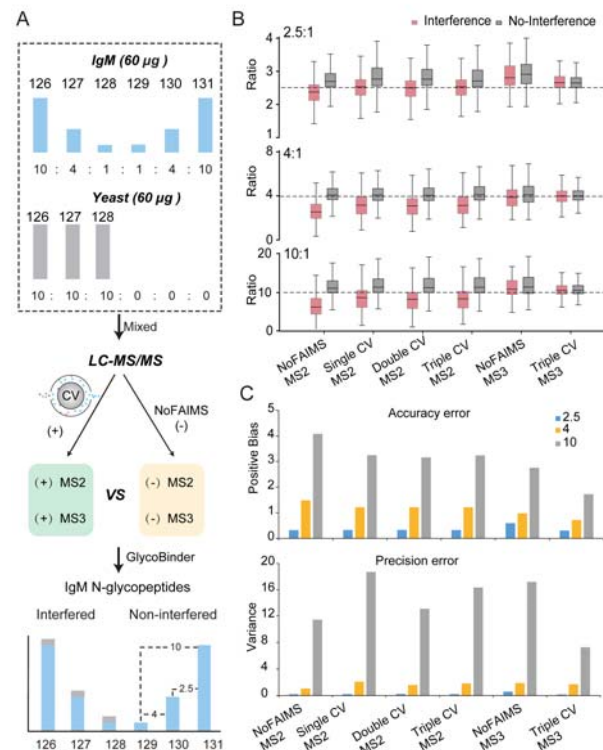 A
IgM (60 µg)
126 127 128 129 130 131
10 : 4 : 1 : 1 : 4 : 10
Yeast (60 µg)
126 127 128
10 : 10 : 10 : 0 : 0 : 0
Mixed
LC-MS/MS
CV
(+)
NoFAIMS
(-)
(+) MS2
(+) MS3
VS
(-) MS2
(-) MS3
GlycoBinder
IgM N-glycopeptides
Interfered Non-interfered
10
2.5
4
126 127 128 129 130 131
B
Interference No-Interference
2.5:1
Ratio
4
3
2
1
4:1
Ratio
8
4
0
10:1
Ratio
20
10
0
NoFAIMS MS2
Single CV MS2
Double CV MS2
Triple CV MS2
NoFAIMS MS3
Triple CV MS3
C
Accuracy error
2.5
4
10
Positive Bias
5
4
3
2
1
0
Precision error
Variance
20
16
12
8
4
0
NoFAIMS MS2
Single CV MS2
Double CV MS2
Triple CV MS2
NoFAIMS MS3
Triple CV MS3